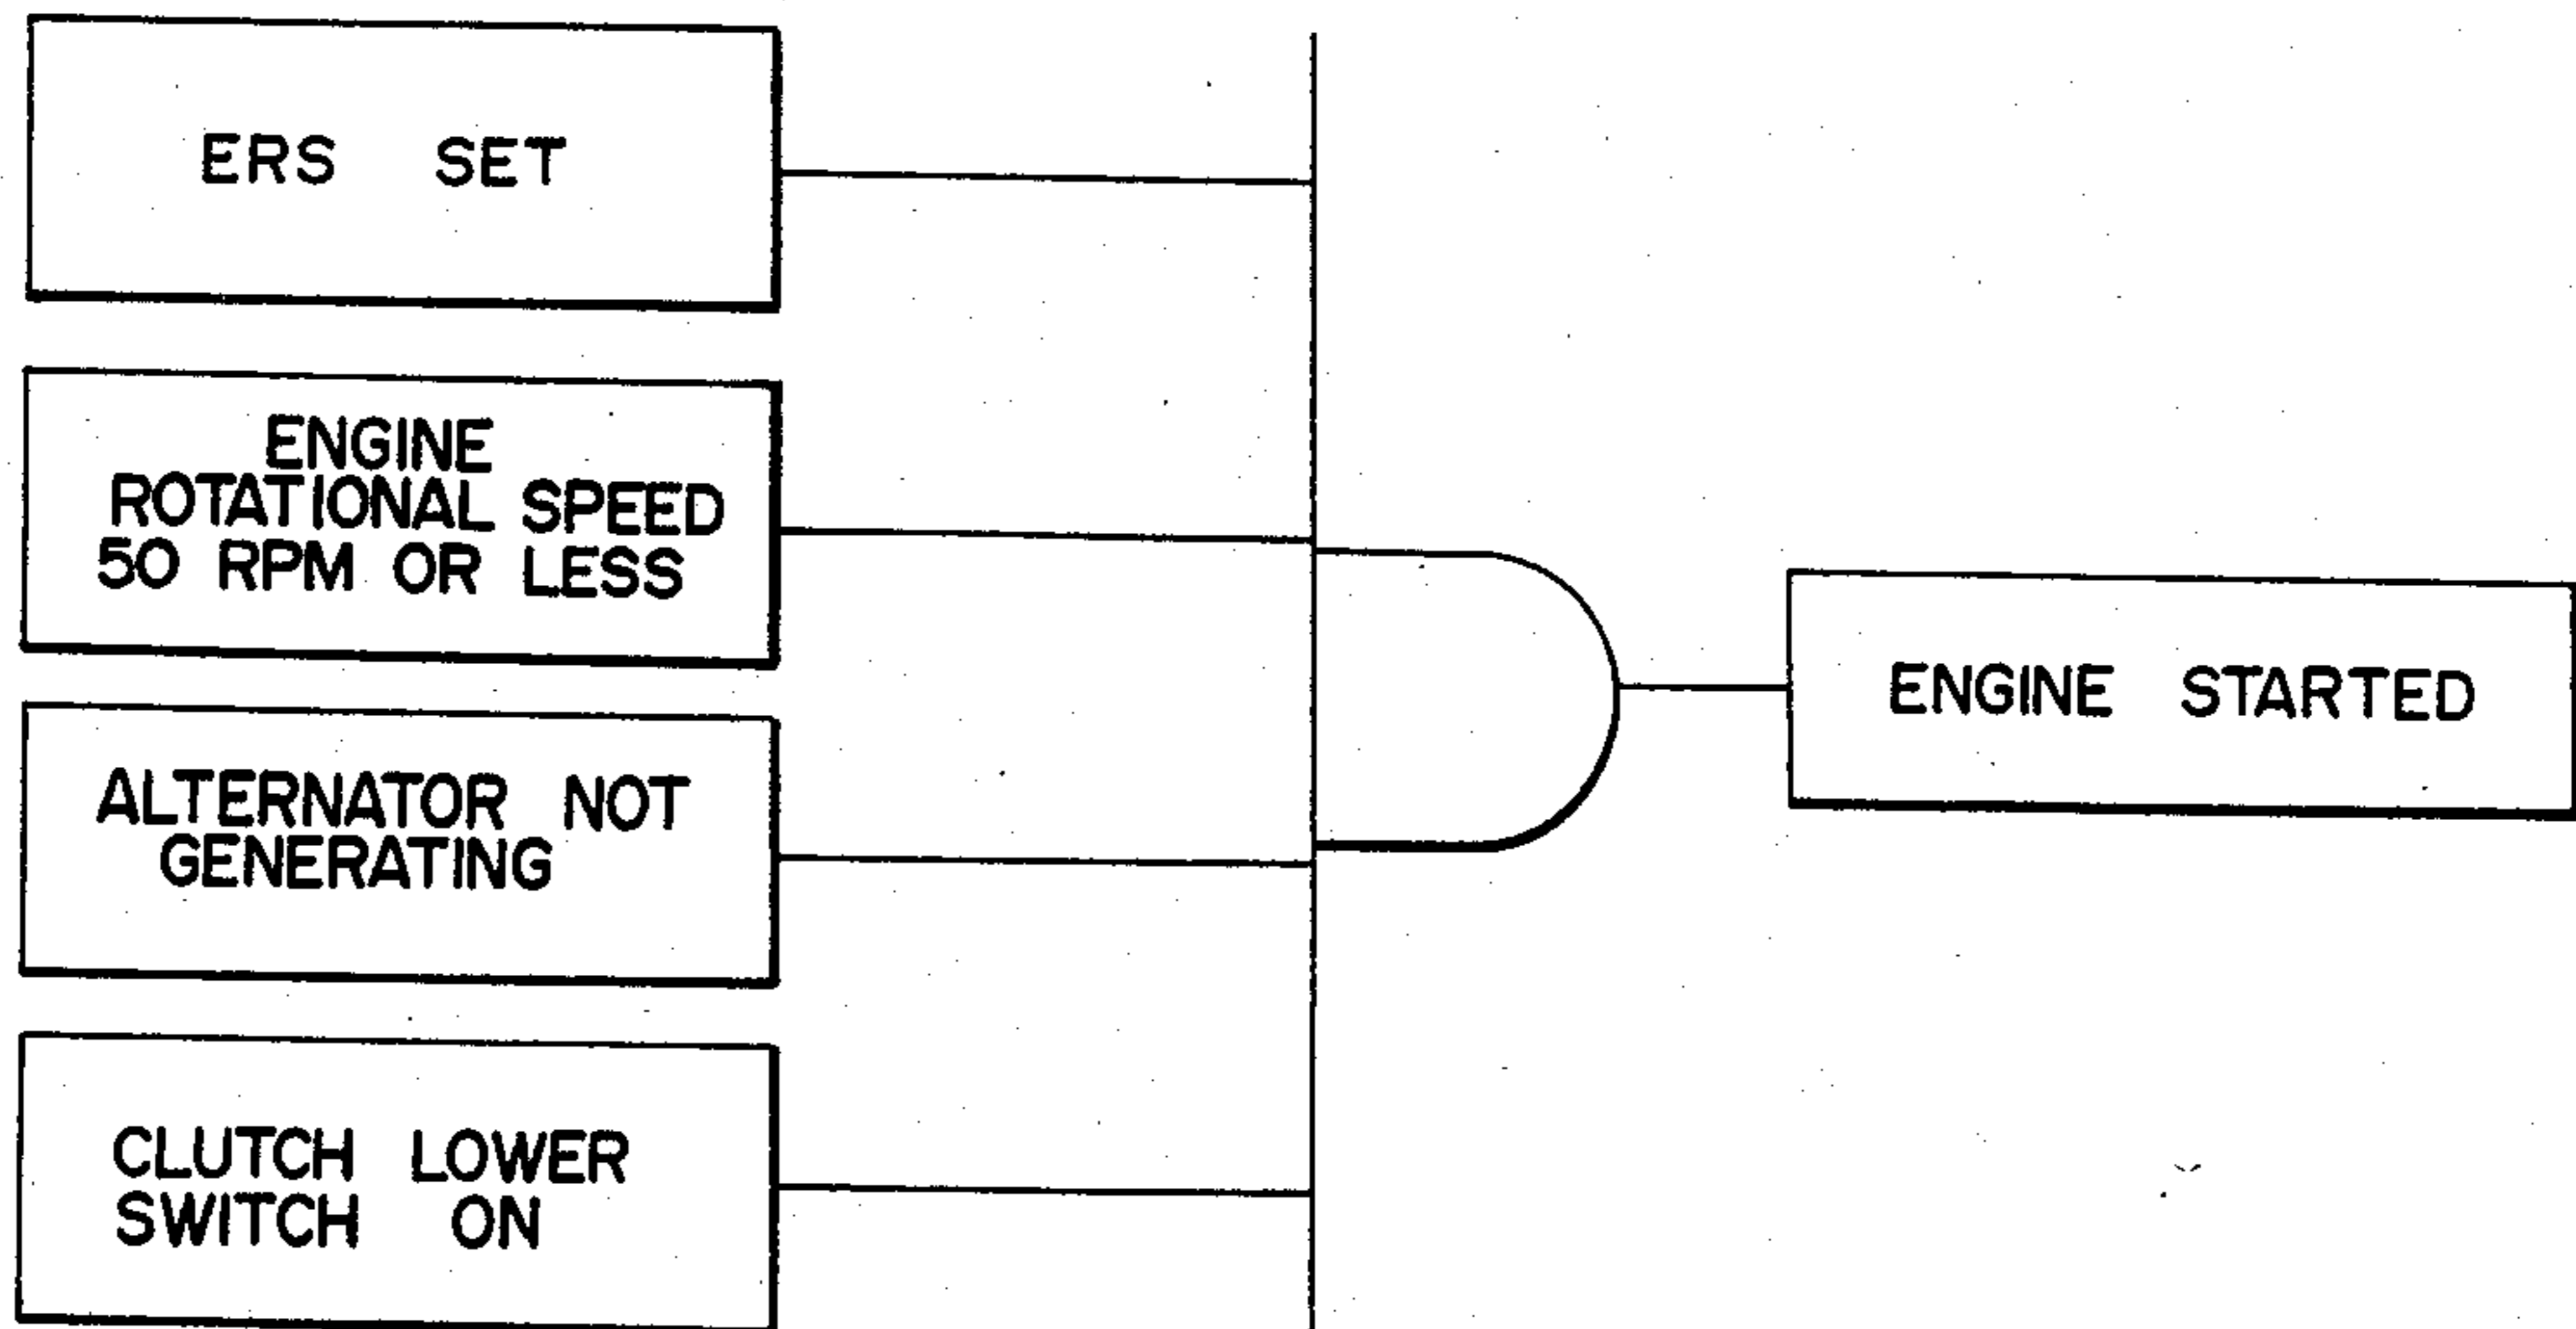 ERS SET
ENGINE
ROTATIONAL SPEED
50 RPM OR LESS
ALTERNATOR NOT
GENERATING
CLUTCH LOWER
SWITCH ON
ENGINE STARTED